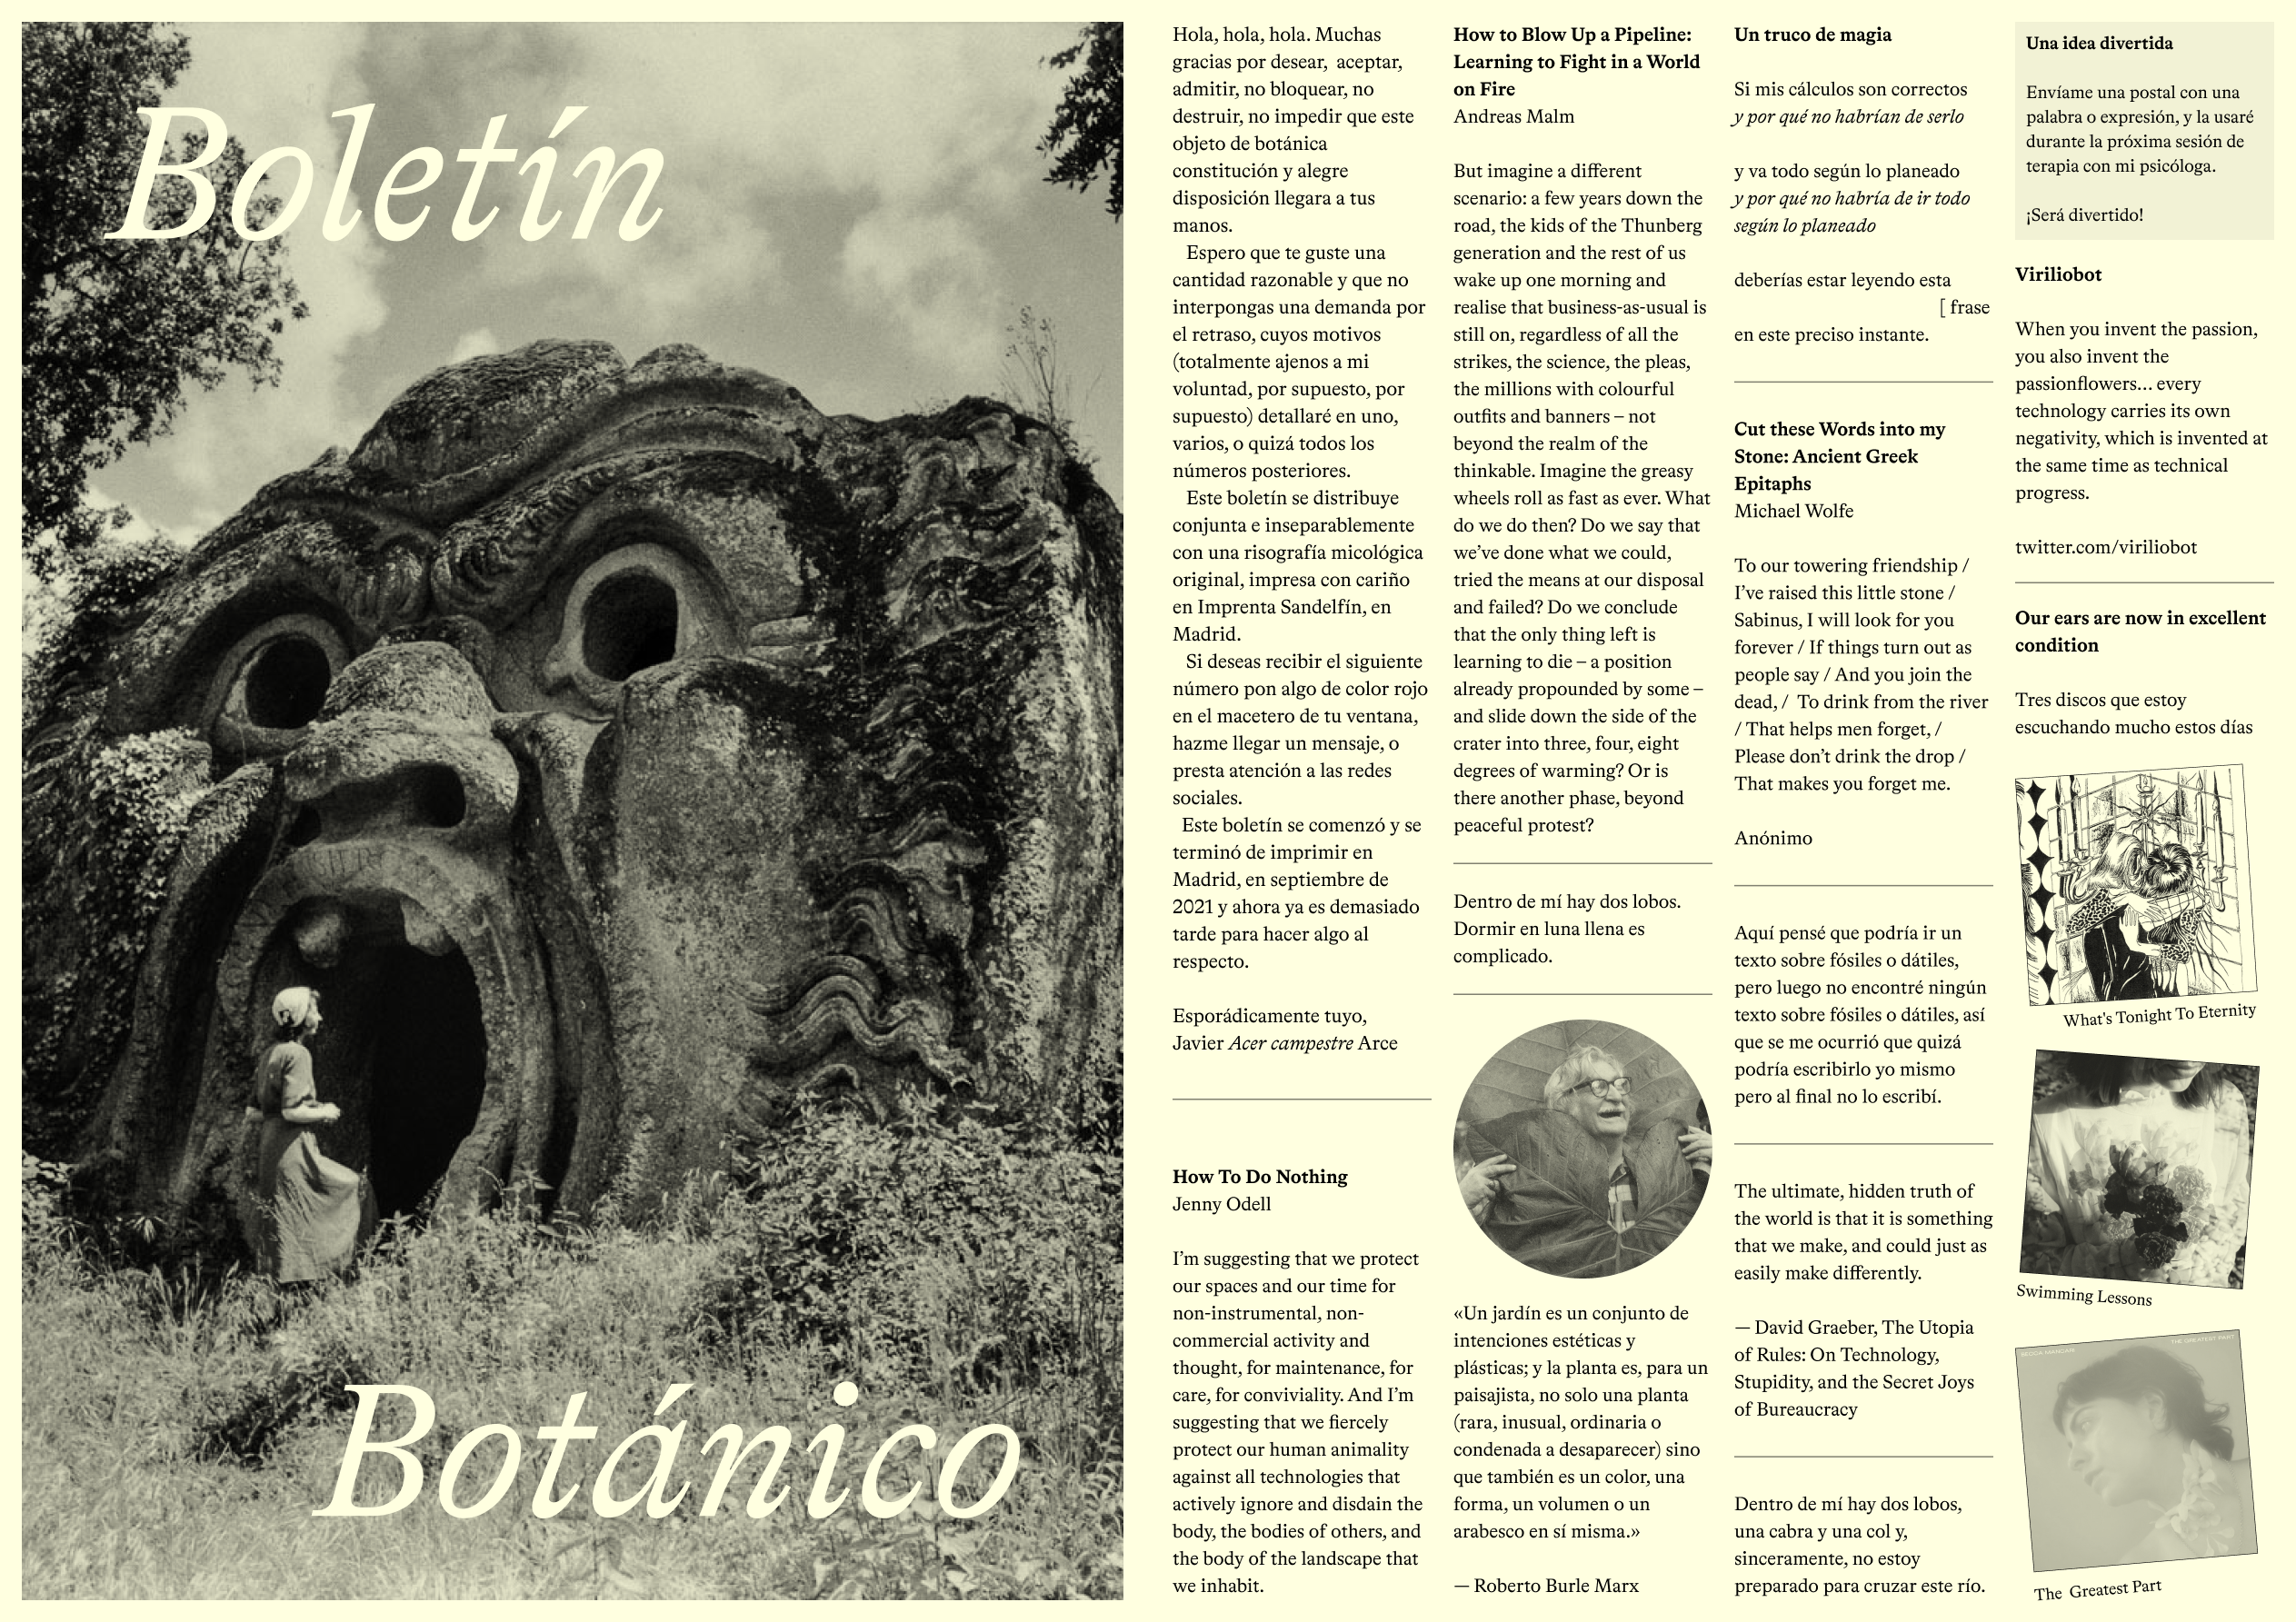 Boletín
Botánico
Hola, hola, hola. Muchas
gracias por desear, aceptar,
admitir, no bloquear, no
destruir, no impedir que este
objeto de botánica
constitución y alegre
disposición llegara a tus
manos.
Espero que te guste una
cantidad razonable y que no
interpongas una demanda por
el retraso, cuyos motivos
(totalmente ajenos a mi
voluntad, por supuesto, por
supuesto) detallaré en uno,
varios, o quizá todos los
números posteriores.
Este boletín se distribuye
conjunta e inseparablemente
con una risografía micológica
original, impresa con cariño
en Imprenta Sandelfín, en
Madrid.
Si deseas recibir el siguiente
número pon algo de color rojo
en el macetero de tu ventana,
hazme llegar un mensaje, o
presta atención a las redes
sociales.
Este boletín se comenzó y se
terminó de imprimir en
Madrid, en septiembre de
2021 y ahora ya es demasiado
tarde para hacer algo al
respecto.
Esporádicamente tuyo,
Javier Acer campestre Arce
How To Do Nothing
Jenny Odell
I'm suggesting that we protect
our spaces and our time for
non-instrumental, non-
commercial activity and
thought, for maintenance, for
care, for conviviality. And I'm
suggesting that we fiercely
protect our human animality
against all technologies that
actively ignore and disdain the
body, the bodies of others, and
the body of the landscape that
we inhabit.
How to Blow Up a Pipeline:
Learning to Fight in a World
on Fire
Andreas Malm
But imagine a different
scenario: a few years down the
road, the kids of the Thunberg
generation and the rest of us
wake up one morning and
realise that business-as-usual is
still on, regardless of all the
strikes, the science, the pleas,
the millions with colourful
outfits and banners – not
beyond the realm of the
thinkable. Imagine the greasy
wheels roll as fast as ever. What
do we do then? Do we say that
we've done what we could,
tried the means at our disposal
and failed? Do we conclude
that the only thing left is
learning to die – a position
already propounded by some –
and slide down the side of the
crater into three, four, eight
degrees of warming? Or is
there another phase, beyond
peaceful protest?
Dentro de mí hay dos lobos.
Dormir en luna llena es
complicado.
«Un jardín es un conjunto de
intenciones estéticas y
plásticas; y la planta es, para un
paisajista, no solo una planta
(rara, inusual, ordinaria o
condenada a desaparecer) sino
que también es un color, una
forma, un volumen o un
arabesco en sí misma.»
— Roberto Burle Marx
Un truco de magia
Si mis cálculos son correctos
y por qué no habrían de serlo
y va todo según lo planeado
y por qué no habría de ir todo
según lo planeado
deberías estar leyendo esta
[ frase
en este preciso instante.
Cut these Words into my
Stone: Ancient Greek
Epitaphs
Michael Wolfe
To our towering friendship /
I've raised this little stone /
Sabinus, I will look for you
forever / If things turn out as
people say / And you join the
dead, / To drink from the river
/ That helps men forget, /
Please don't drink the drop /
That makes you forget me.
Anónimo
Aquí pensé que podría ir un
texto sobre fósiles o dátiles,
pero luego no encontré ningún
texto sobre fósiles o dátiles, así
que se me ocurrió que quizá
podría escribirlo yo mismo
pero al final no lo escribí.
The ultimate, hidden truth of
the world is that it is something
that we make, and could just as
easily make differently.
— David Graeber, The Utopia
of Rules: On Technology,
Stupidity, and the Secret Joys
of Bureaucracy
Dentro de mí hay dos lobos,
una cabra y una col y,
sinceramente, no estoy
preparado para cruzar este río.
Una idea divertida
Envíame una postal con una
palabra o expresión, y la usaré
durante la próxima sesión de
terapia con mi psicóloga.
¡Será divertido!
Viriliobot
When you invent the passion,
you also invent the
passionflowers... every
technology carries its own
negativity, which is invented at
the same time as technical
progress.
twitter.com/viriliobot
Our ears are now in excellent
condition
Tres discos que estoy
escuchando mucho estos días
What's Tonight To Eternity
Swimming Lessons
BECCA MANCARI
THE GREATEST PART
The Greatest Part